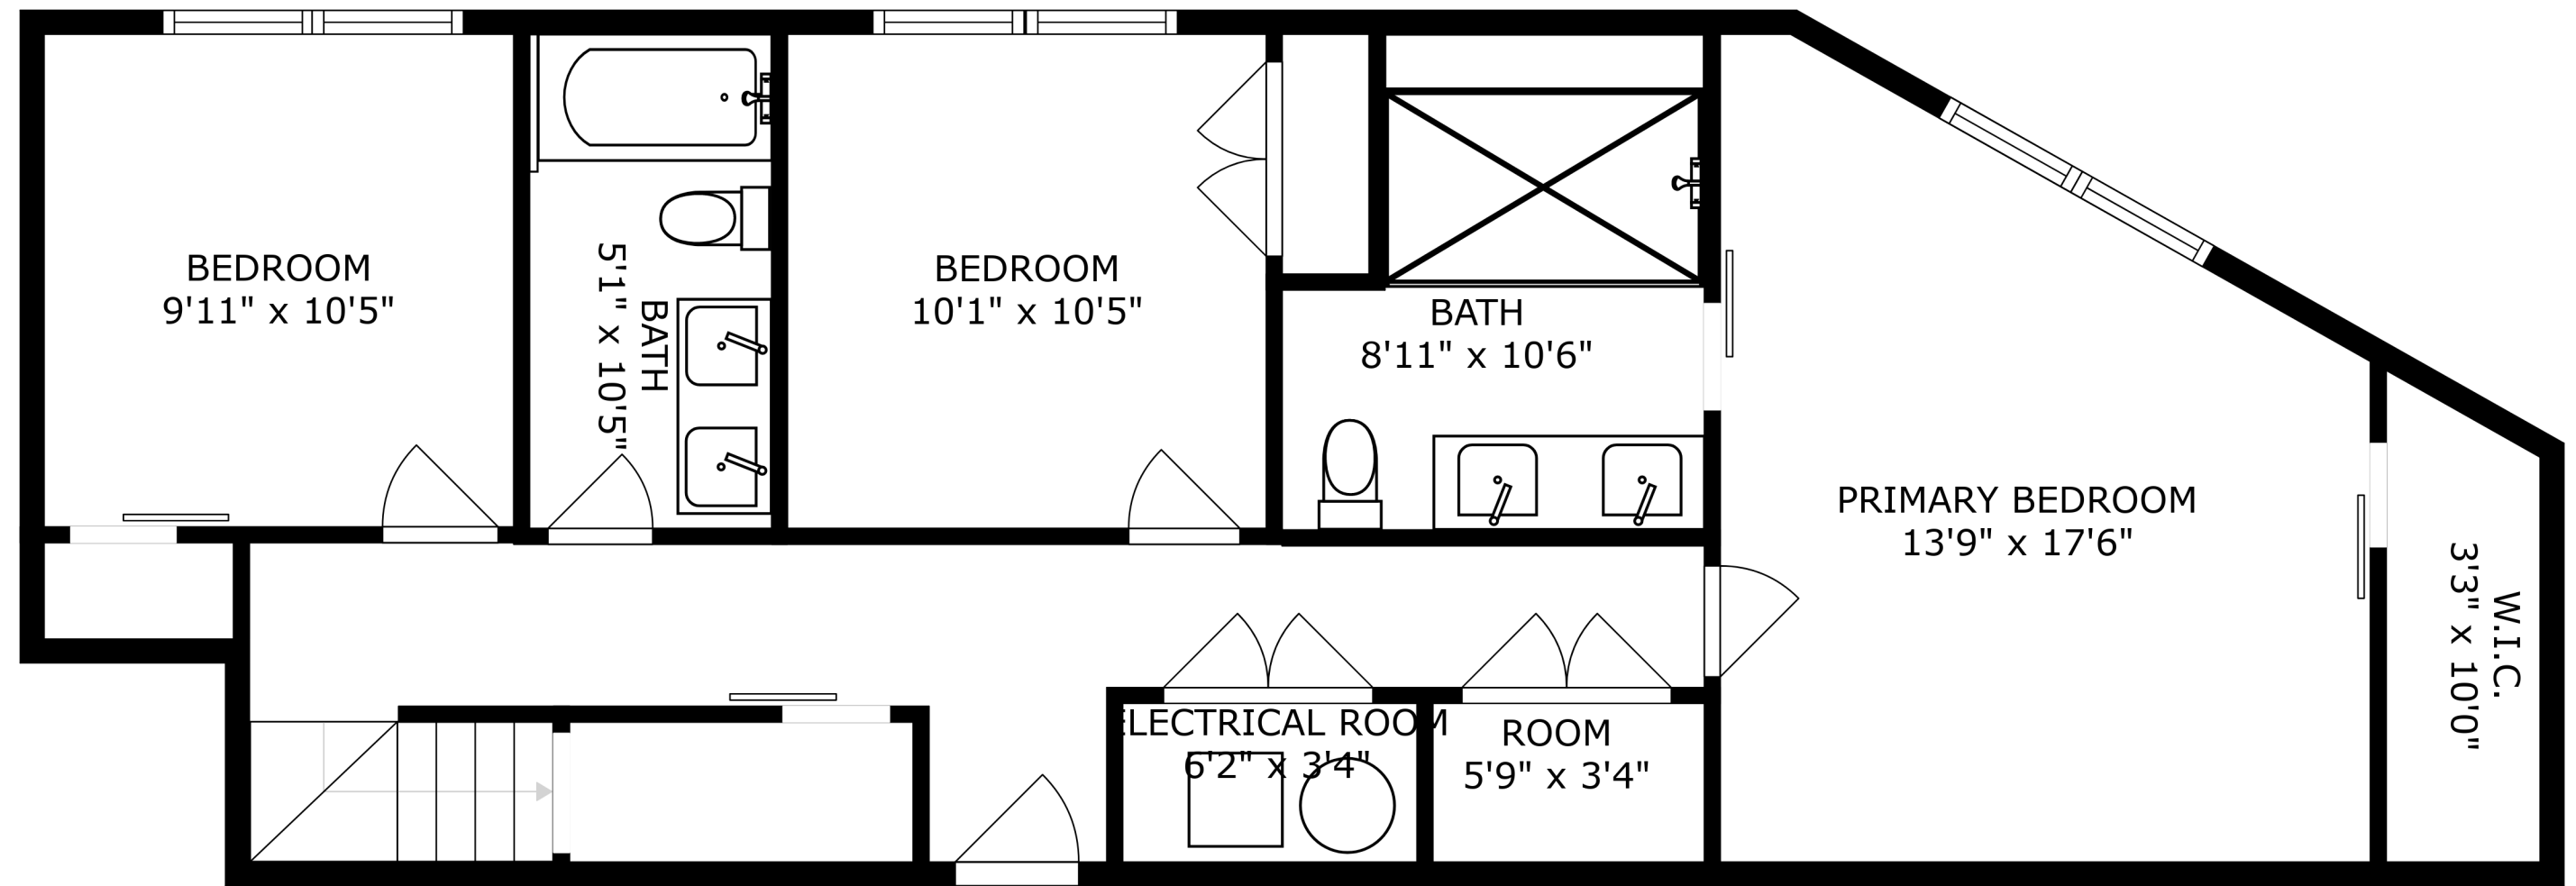 BEDROOM
9'11" x 10'5"
BATH
5'1" x 10'5"
BEDROOM
10'1" x 10'5"
BATH
8'11" x 10'6"
PRIMARY BEDROOM
13'9" x 17'6"
W.I.C.
3'3" x 10'0"
ELECTRICAL ROOM
6'2" x 3'4"
ROOM
5'9" x 3'4"